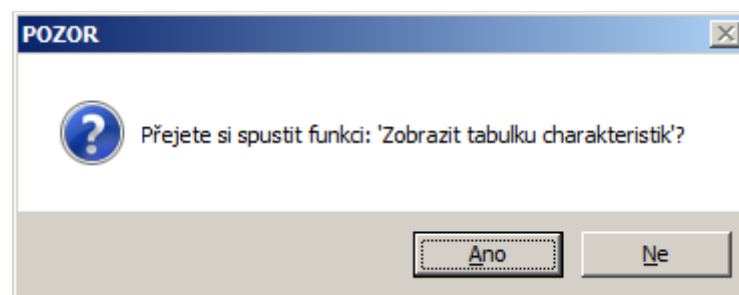 POZOR
Přejete si spustit funkci: 'Zobrazit tabulku charakteristik'?
Ano
Ne